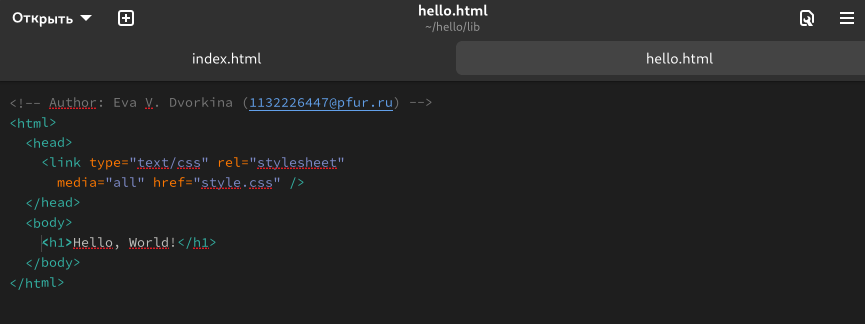 Открыть
hello.html
~/hello/lib
index.html
hello.html
<!-- Author: Eva V. Dvorkina (1132226447@pfur.ru) -->
<html>
  <head>
    <link type="text/css" rel="stylesheet"
      media="all" href="style.css" />
  </head>
  <body>
    <h1>Hello, World!</h1>
  </body>
</html>